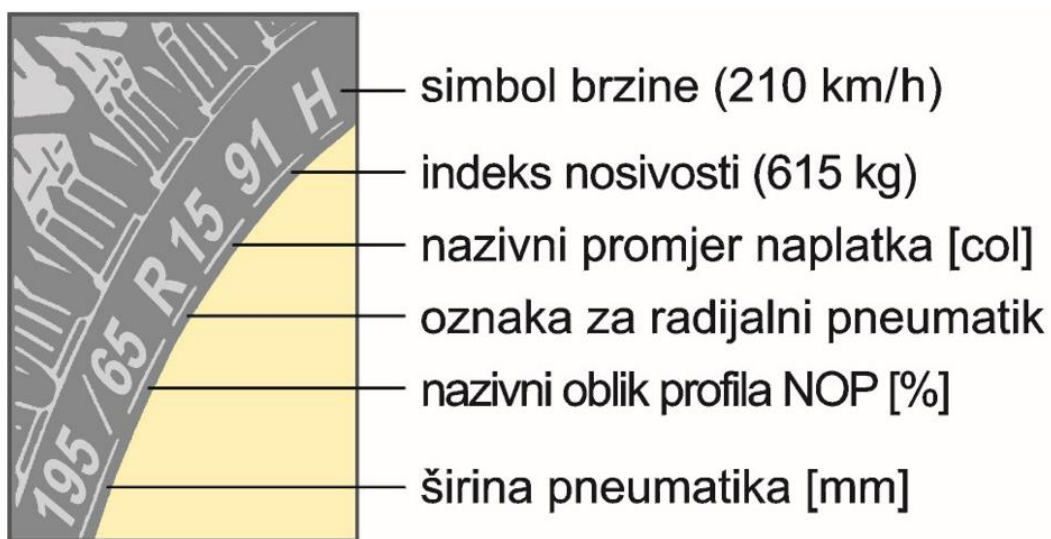 simbol brzine (210 km/h)
indeks nosivosti (615 kg)
nazivni promjer naplatka [col]
oznaka za radijalni pneumatik
nazivni oblik profila NOP [%]
širina pneumatika [mm]
195/65 R 15 91 H